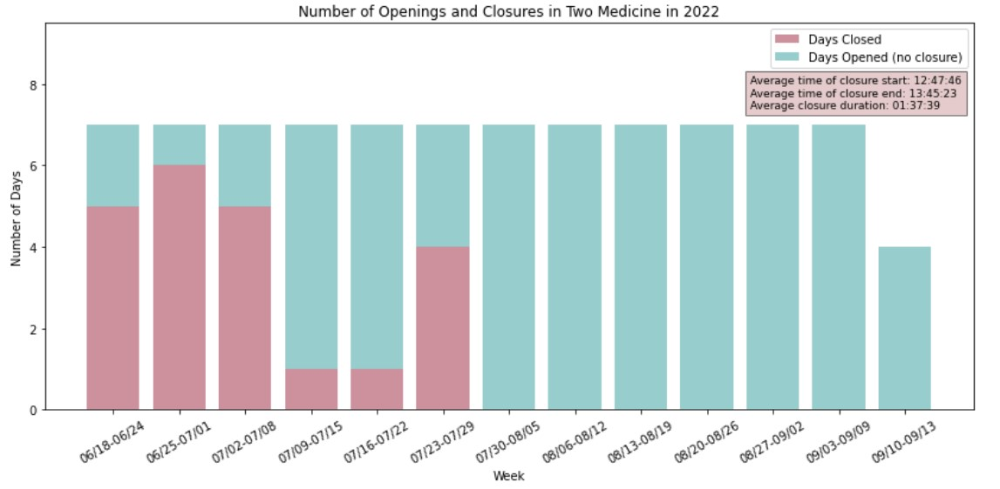 Number of Openings and Closures in Two Medicine in 2022
Days Closed
Days Opened (no closure)
Average time of closure start: 12:47:46
Average time of closure end: 13:45:23
Average closure duration: 01:37:39
Number of Days
8
6
4
2
0
06/18-06/24
06/25-07/01
07/02-07/08
07/09-07/15
07/16-07/22
07/23-07/29
07/30-08/05
08/06-08/12
08/13-08/19
08/20-08/26
08/27-09/02
09/03-09/09
09/10-09/13
Week